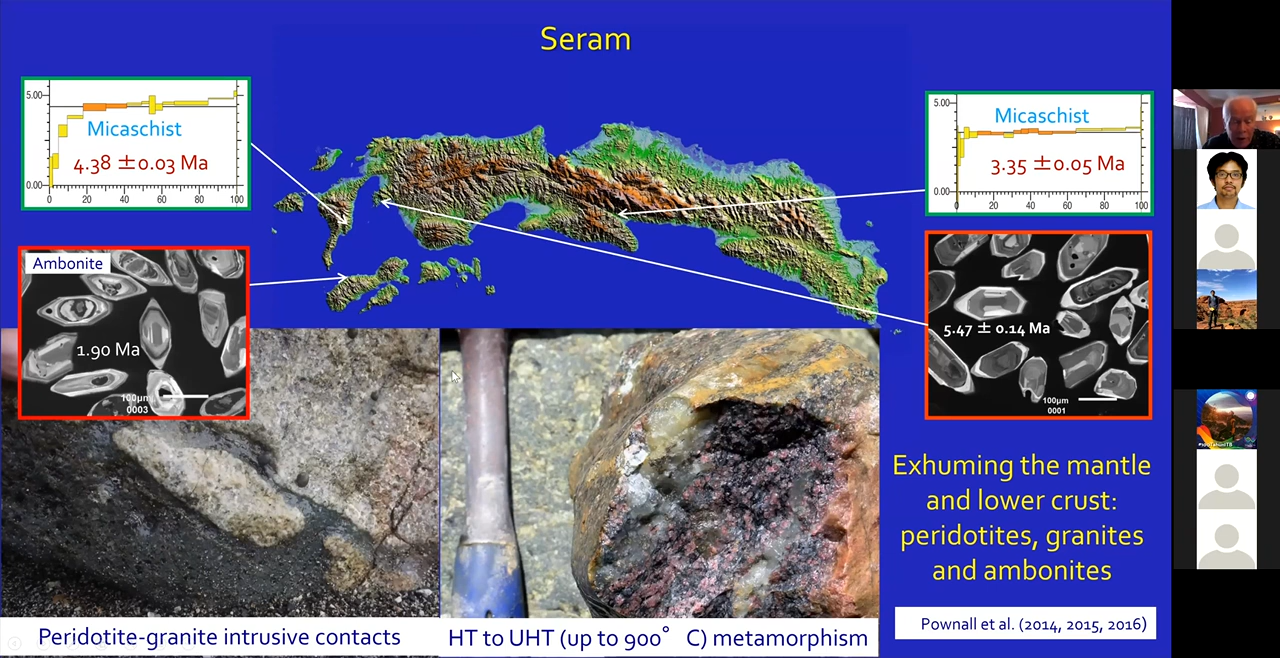 Seram
5.00
Micaschist
4.38 ±0.03 Ma
0.00
0 20 40 60 80 100
5.00
Micaschist
3.35 ±0.05 Ma
0.00
0 20 40 60 80 100
Ambonite
1.90 Ma
100µm
0003
5.47 ± 0.14 Ma
100µm
0001
Exhuming the mantle
and lower crust:
peridotites, granites
and ambonites
Pownall et al. (2014, 2015, 2016)
Peridotite-granite intrusive contacts
HT to UHT (up to 900° C) metamorphism